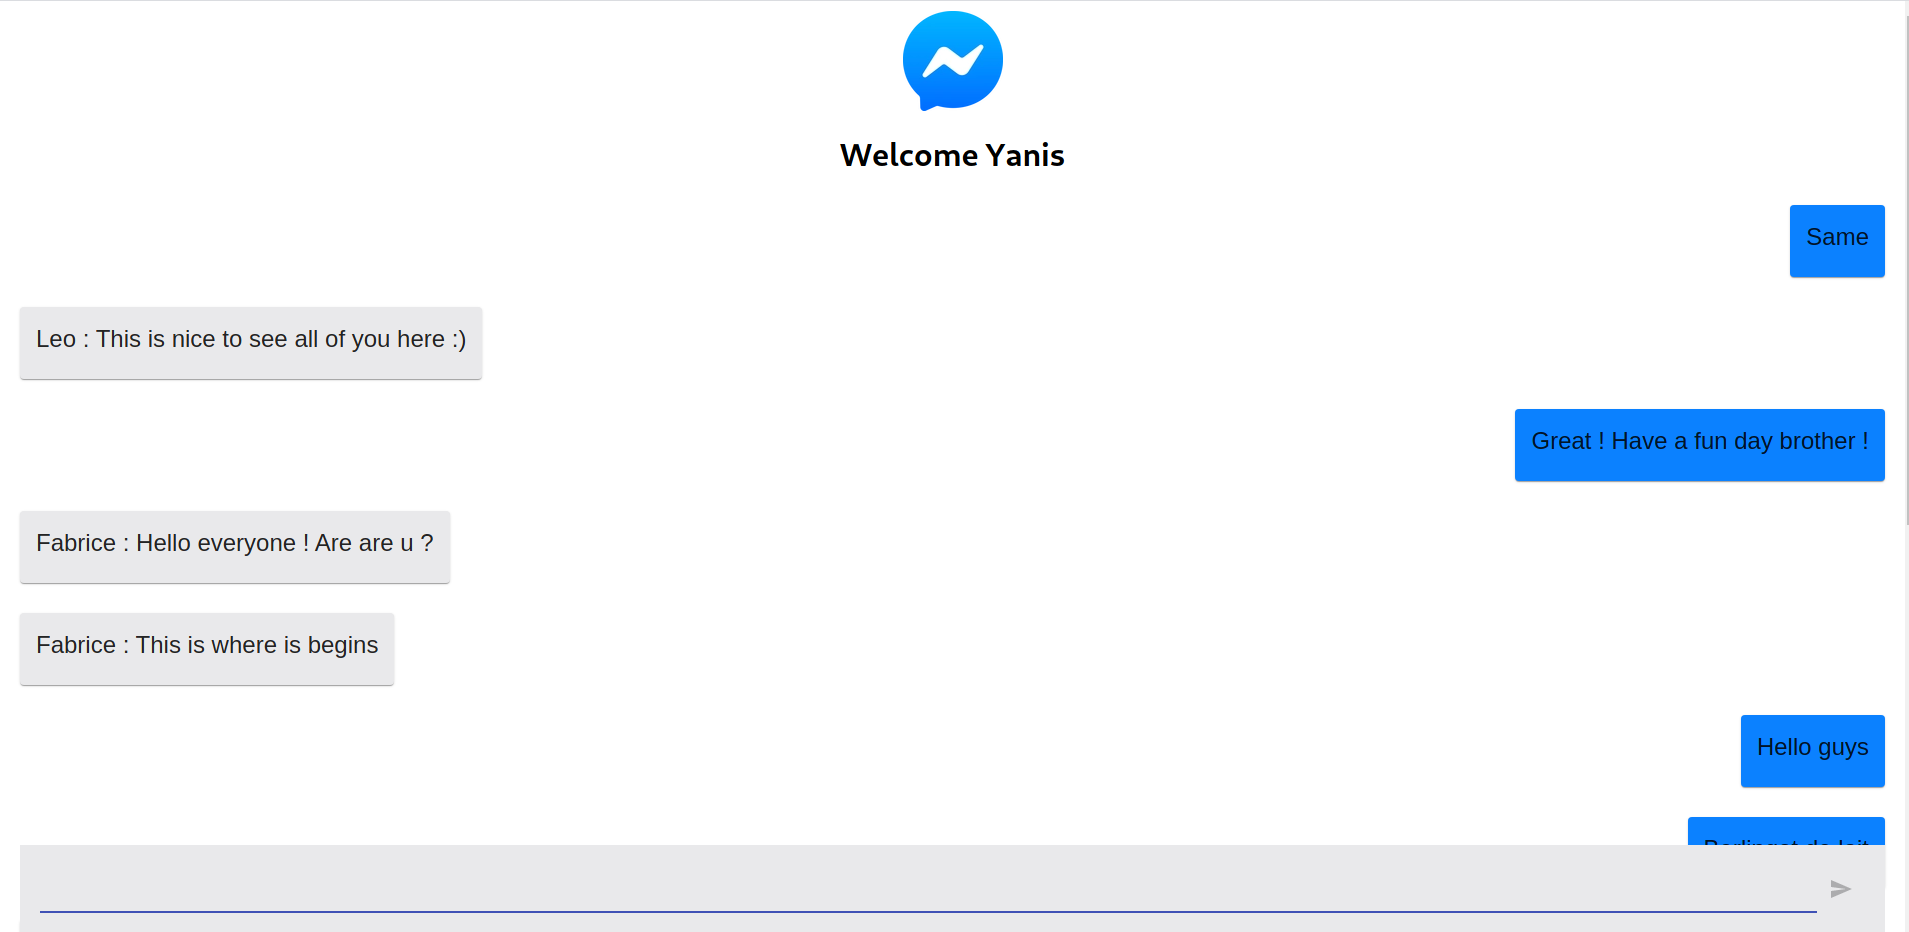 Welcome Yanis
Same
Leo : This is nice to see all of you here :)
Great ! Have a fun day brother !
Fabrice : Hello everyone ! Are are u ?
Fabrice : This is where is begins
Hello guys